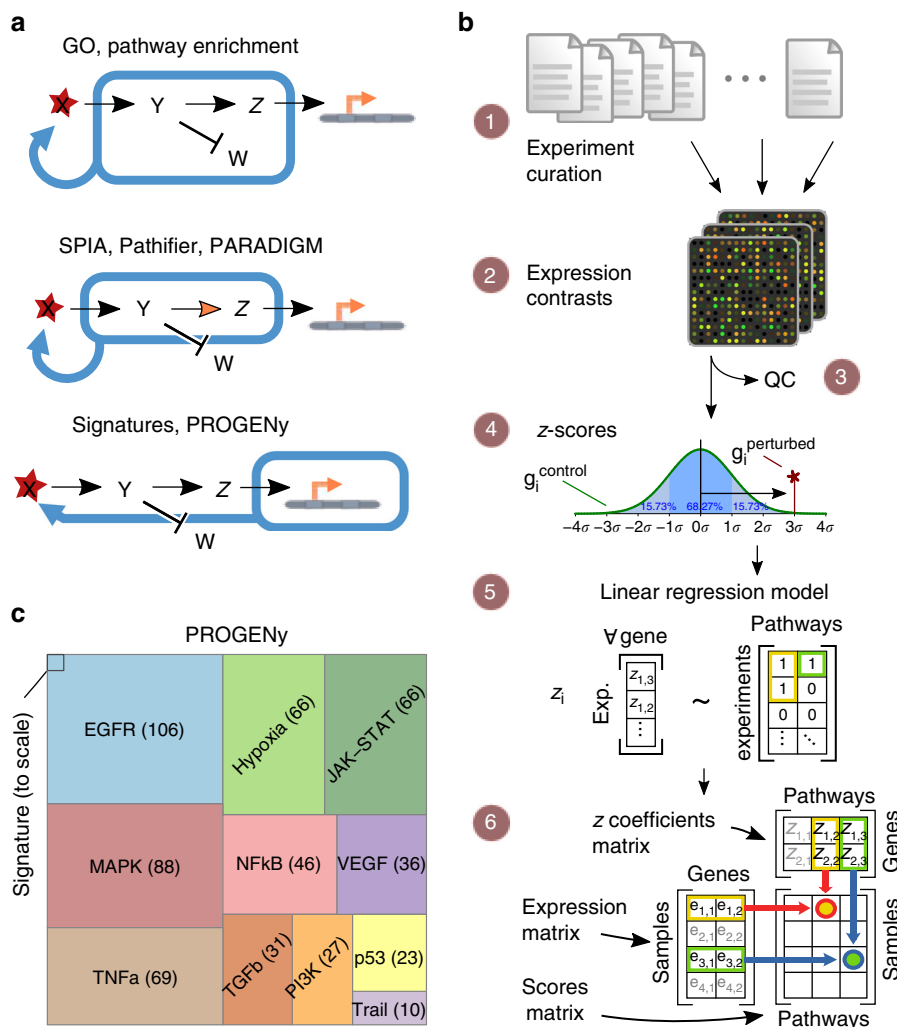 a
GO, pathway enrichment
X
Y
Z
W
SPIA, Pathifier, PARADIGM
X
Y
Z
W
Signatures, PROGENy
X
Y
Z
W
b
1
Experiment
curation
2
Expression
contrasts
QC
3
4
z-scores
g_i^control
g_i^perturbed
15.73% 68.27% 15.73%
−4σ −3σ −2σ −1σ 0σ 1σ 2σ 3σ 4σ
5
Linear regression model
∀ gene
Pathways
z_i
Exp.
z_1,3
z_1,2
⋮
~
experiments
1 1
1 0
0 0
⋮ ⋱
6
z coefficients
matrix
Pathways
Genes
z_1,1 z_1,2 z_1,3
z_2,1 z_2,2 z_2,3
Expression
matrix
Genes
Samples
e_1,1 e_1,2
e_2,1 e_2,2
e_3,1 e_3,2
e_4,1 e_4,2
Samples
Scores
matrix
Pathways
c
PROGENy
Signature (to scale)
EGFR (106)
Hypoxia (66)
JAK–STAT (66)
MAPK (88)
NFkB (46)
VEGF (36)
TNFa (69)
TGFb (31)
PI3K (27)
p53 (23)
Trail (10)